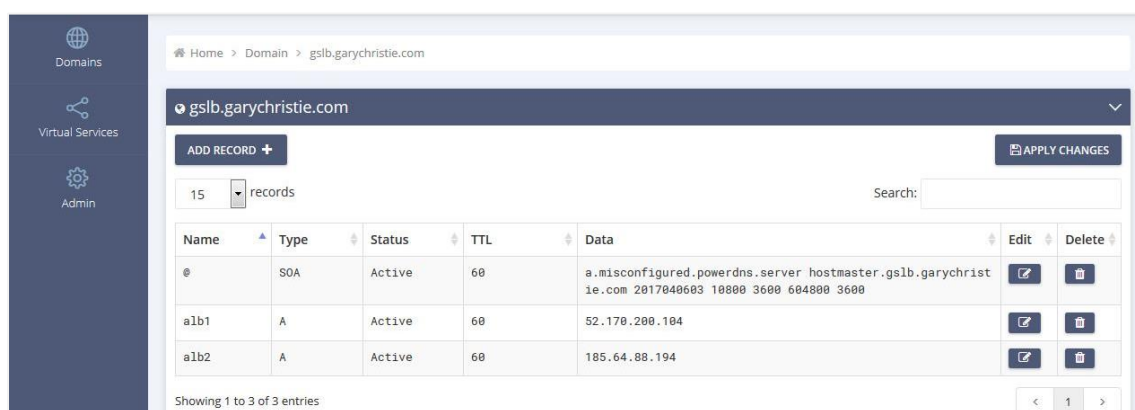 Domains
Virtual Services
Admin
Home > Domain > gslb.garychristie.com
gslb.garychristie.com
ADD RECORD +
APPLY CHANGES
15 records
Search:
Name Type Status TTL Data Edit Delete
@ SOA Active 60 a.misconfigured.powerdns.server hostmaster.gslb.garychrist
ie.com 2017040603 10800 3600 604800 3600
alb1 A Active 60 52.170.200.104
alb2 A Active 60 185.64.88.194
Showing 1 to 3 of 3 entries
< 1 >